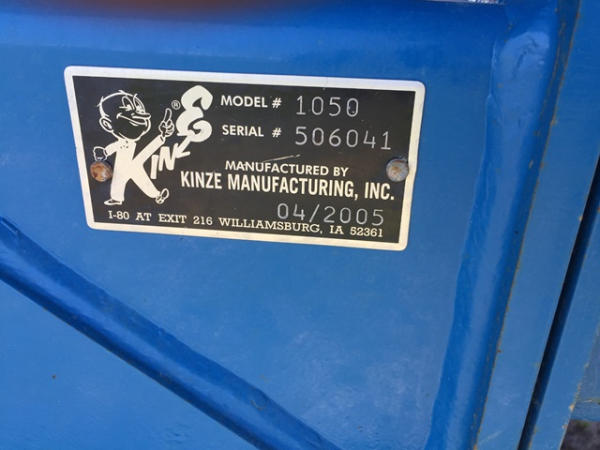 MODEL # 1050
SERIAL # 506041
KINZE ®
MANUFACTURED BY
KINZE MANUFACTURING, INC.
04/2005
I-80 AT EXIT 216 WILLIAMSBURG, IA 52361